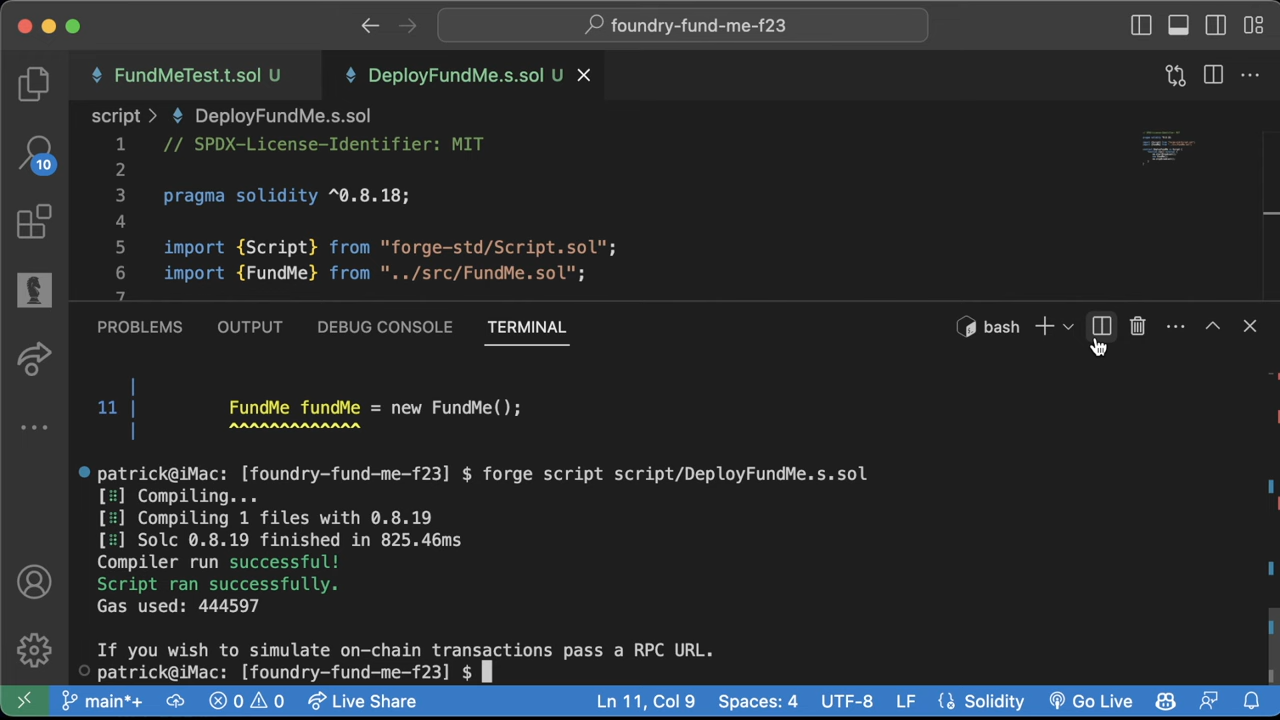 foundry-fund-me-f23
FundMeTest.t.sol U
DeployFundMe.s.sol U
script > DeployFundMe.s.sol
1 // SPDX-License-Identifier: MIT
2
3 pragma solidity ^0.8.18;
4
5 import {Script} from "forge-std/Script.sol";
6 import {FundMe} from "../src/FundMe.sol";
7
10
PROBLEMS OUTPUT DEBUG CONSOLE TERMINAL
bash
|
11 | FundMe fundMe = new FundMe();
| ^^^^^^^^^^^^^
patrick@iMac: [foundry-fund-me-f23] $ forge script script/DeployFundMe.s.sol
[⠿] Compiling...
[⠿] Compiling 1 files with 0.8.19
[⠿] Solc 0.8.19 finished in 825.46ms
Compiler run successful!
Script ran successfully.
Gas used: 444597
If you wish to simulate on-chain transactions pass a RPC URL.
patrick@iMac: [foundry-fund-me-f23] $
main*+ 0 0 Live Share Ln 11, Col 9 Spaces: 4 UTF-8 LF {} Solidity Go Live